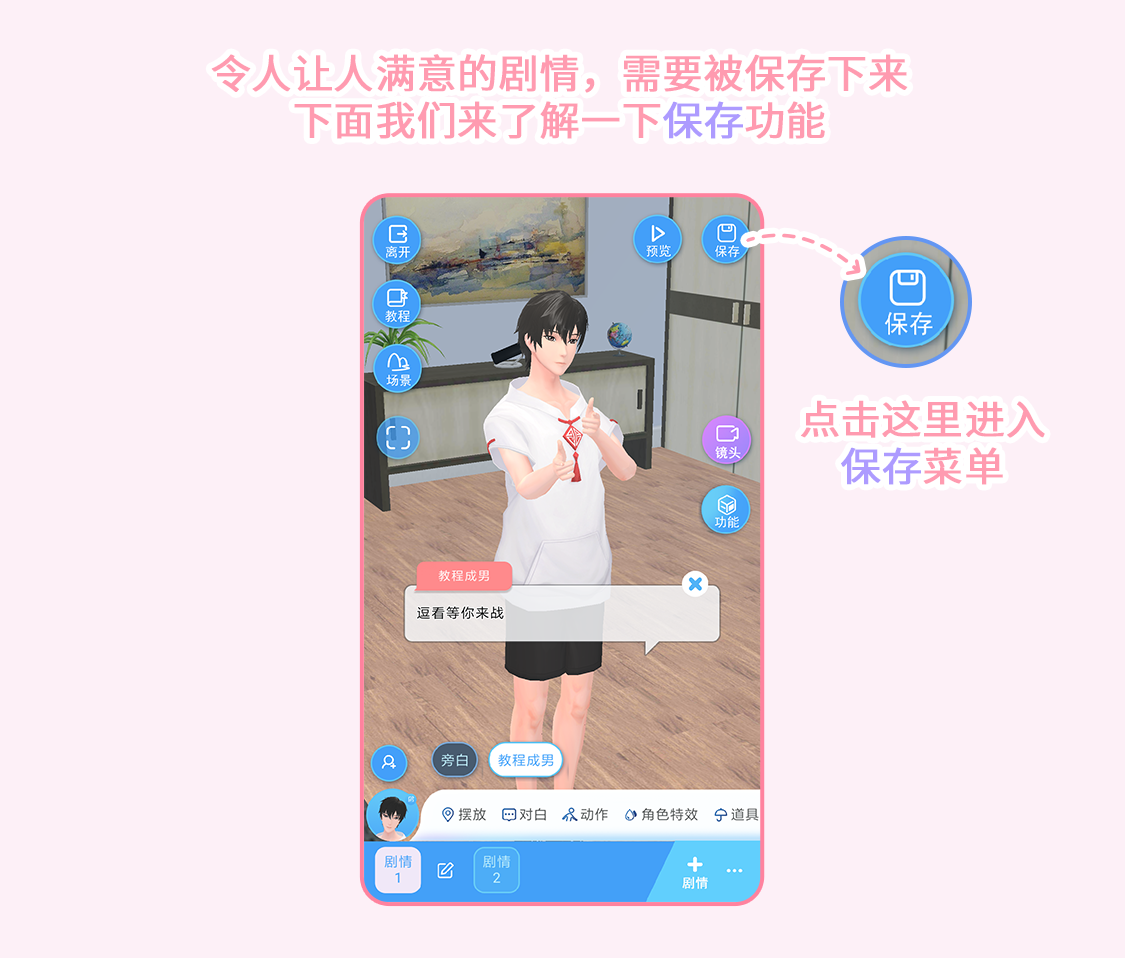 令人让人满意的剧情，需要被保存下来
下面我们来了解一下保存功能
离开
预览
保存
教程
场景
保存
点击这里进入
保存菜单
镜头
功能
教程成男
逗看等你来战
旁白
教程成男
摆放
对白
动作
角色特效
道具
剧情
1
剧情
2
剧情